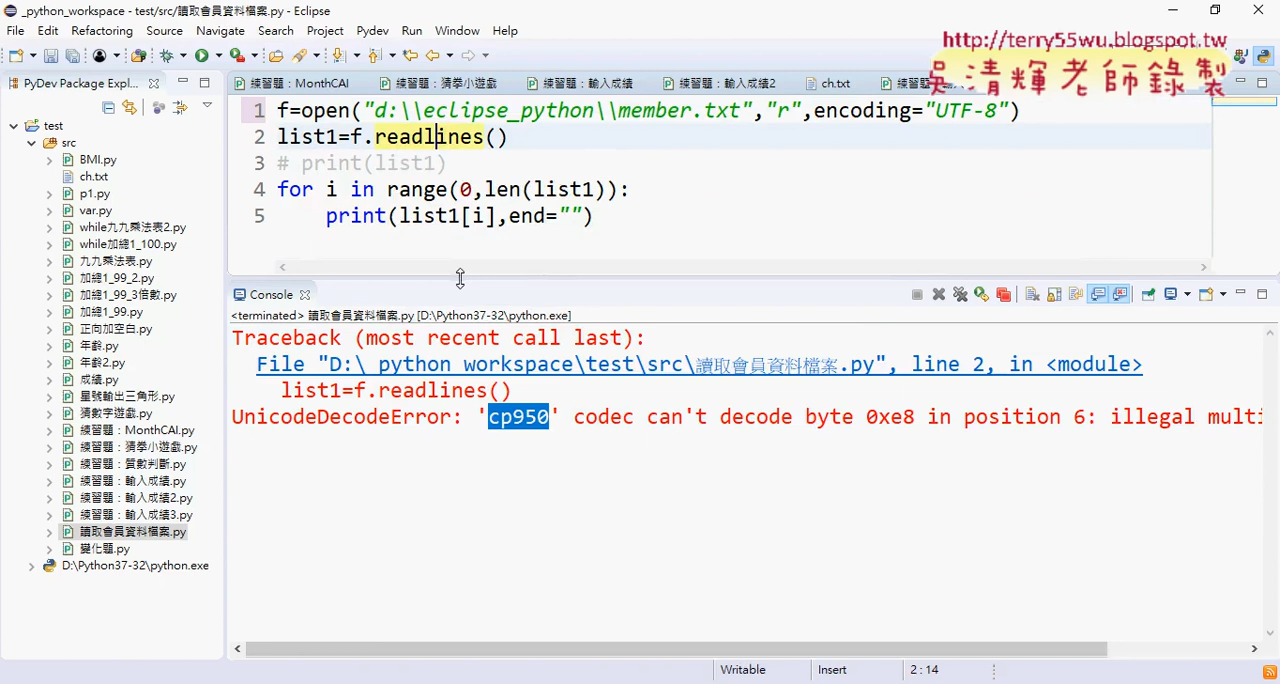 _python_workspace - test/src/讀取會員資料檔案.py - Eclipse
File Edit Refactoring Source Navigate Search Project Pydev Run Window Help
http://terry55wu.blogspot.tw
吳清輝老師錄製
PyDev Package Expl...
練習題：MonthCAI
練習題：猜拳小遊戲
練習題：輸入成績
練習題：輸入成績2
ch.txt
練習題：輸入
test
src
BMI.py
ch.txt
p1.py
var.py
while九九乘法表2.py
while加總1_100.py
九九乘法表.py
加總1_99_2.py
加總1_99_3倍數.py
加總1_99.py
正向加空白.py
年齡.py
年齡2.py
成績.py
星號輸出三角形.py
猜數字遊戲.py
練習題：MonthCAI.py
練習題：猜拳小遊戲.py
練習題：質數判斷.py
練習題：輸入成績.py
練習題：輸入成績2.py
練習題：輸入成績3.py
讀取會員資料檔案.py
變化題.py
D:\Python37-32\python.exe
1 f=open("d:\\eclipse_python\\member.txt","r",encoding="UTF-8")
2 list1=f.readlines()
3 # print(list1)
4 for i in range(0,len(list1)):
5 print(list1[i],end="")
Console
<terminated> 讀取會員資料檔案.py [D:\Python37-32\python.exe]
Traceback (most recent call last):
File "D:\_python_workspace\test\src\讀取會員資料檔案.py", line 2, in <module>
list1=f.readlines()
UnicodeDecodeError: 'cp950' codec can't decode byte 0xe8 in position 6: illegal multi
Writable
Insert
2 : 14